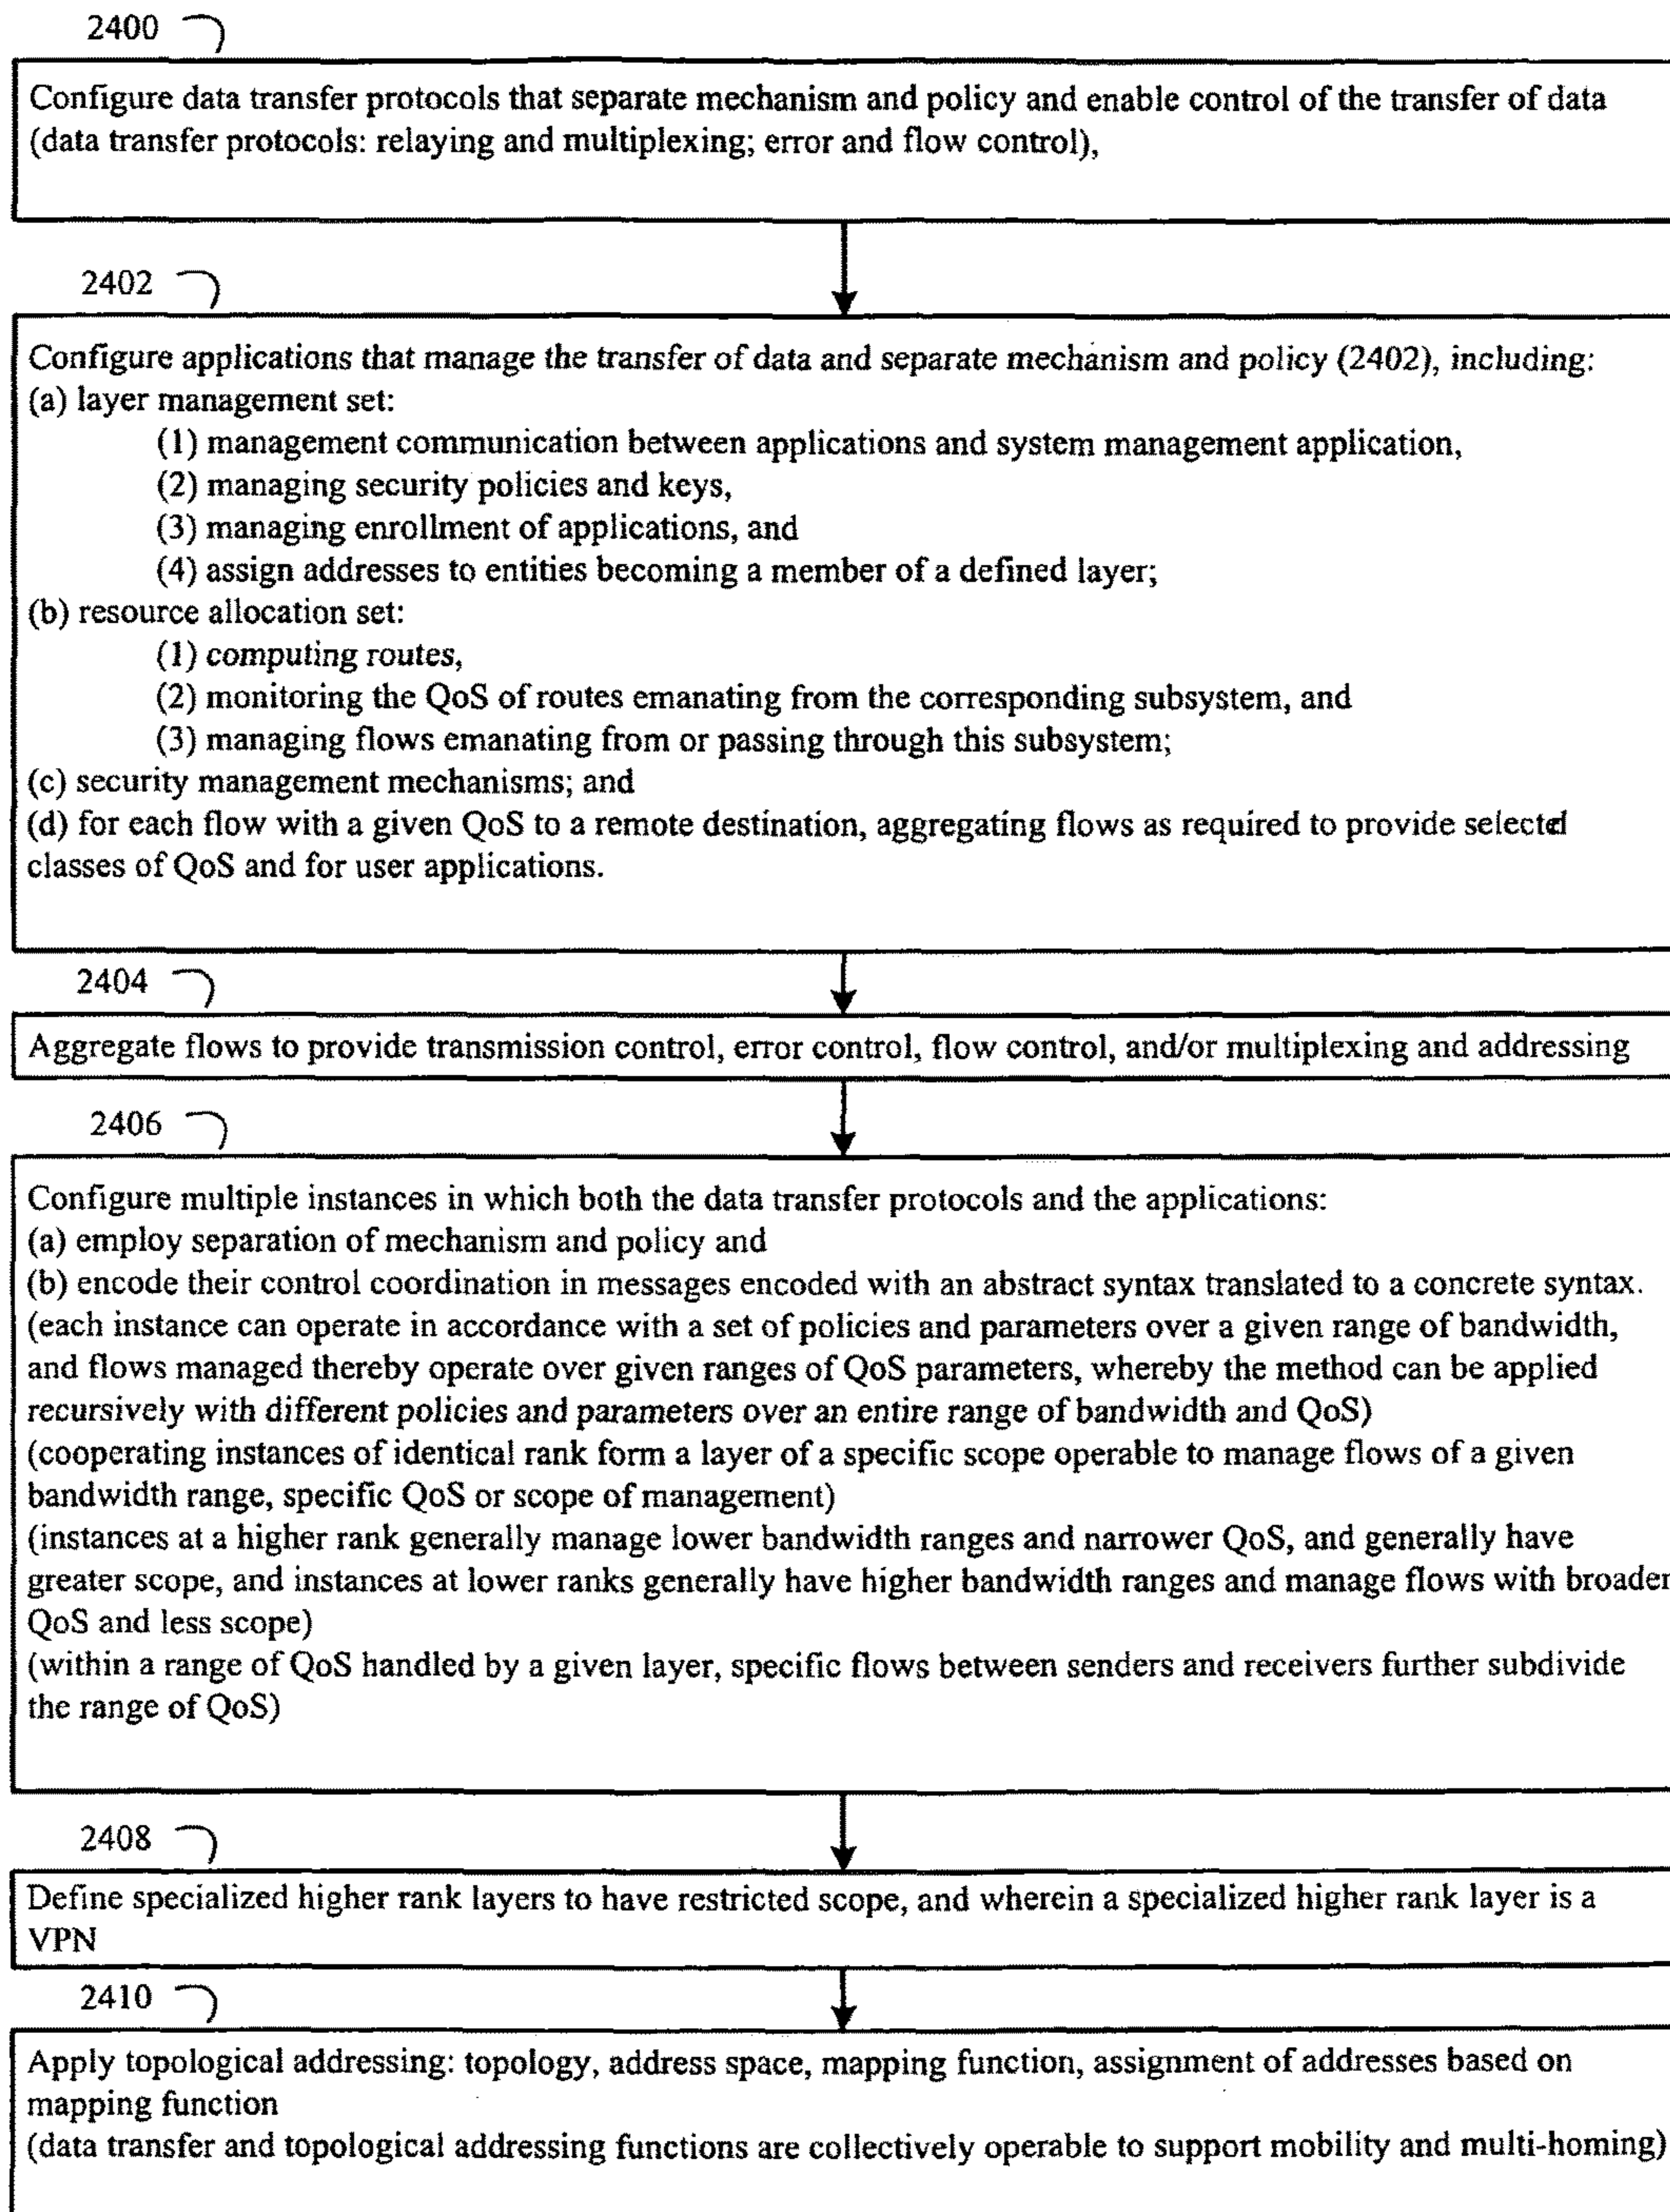 2400
Configure data transfer protocols that separate mechanism and policy and enable control of the transfer of data
(data transfer protocols: relaying and multiplexing; error and flow control),
2402
Configure applications that manage the transfer of data and separate mechanism and policy (2402), including:
(a) layer management set:
(1) management communication between applications and system management application,
(2) managing security policies and keys,
(3) managing enrollment of applications, and
(4) assign addresses to entities becoming a member of a defined layer;
(b) resource allocation set:
(1) computing routes,
(2) monitoring the QoS of routes emanating from the corresponding subsystem, and
(3) managing flows emanating from or passing through this subsystem;
(c) security management mechanisms; and
(d) for each flow with a given QoS to a remote destination, aggregating flows as required to provide selectd
classes of QoS and for user applications.
2404
Aggregate flows to provide transmission control, error control, flow control, and/or multiplexing and addressing
2406
Configure multiple instances in which both the data transfer protocols and the applications:
(a) employ separation of mechanism and policy and
(b) encode their control coordination in messages encoded with an abstract syntax translated to a concrete syntax.
(each instance can operate in accordance with a set of policies and parameters over a given range of bandwidth,
and flows managed thereby operate over given ranges of QoS parameters, whereby the method can be applied
recursively with different policies and parameters over an entire range of bandwidth and QoS)
(cooperating instances of identical rank form a layer of a specific scope operable to manage flows of a given
bandwidth range, specific QoS or scope of management)
(instances at a higher rank generally manage lower bandwidth ranges and narrower QoS, and generally have
greater scope, and instances at lower ranks generally have higher bandwidth ranges and manage flows with broader
QoS and less scope)
(within a range of QoS handled by a given layer, specific flows between senders and receivers further subdivide
the range of QoS)
2408
Define specialized higher rank layers to have restricted scope, and wherein a specialized higher rank layer is a
VPN
2410
Apply topological addressing: topology, address space, mapping function, assignment of addresses based on
mapping function
(data transfer and topological addressing functions are collectively operable to support mobility and multi-homing)